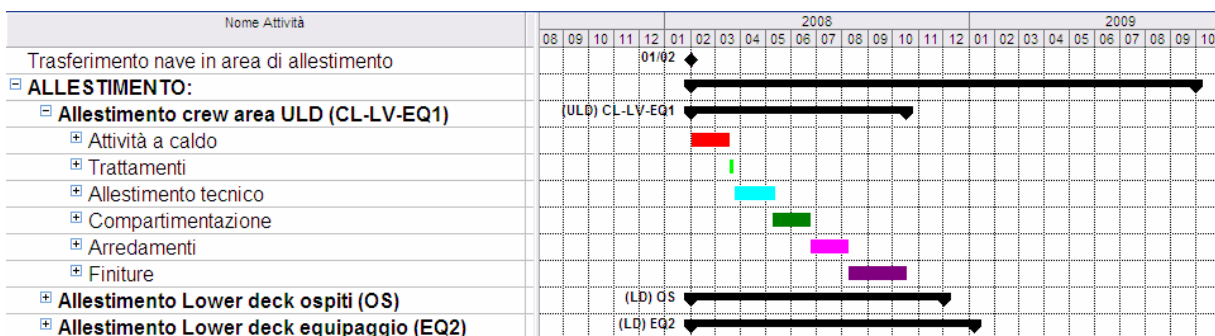 Nome Attività 2008 2009
08 09 10 11 12 01 02 03 04 05 06 07 08 09 10 11 12 01 02 03 04 05 06 07 08 09 10
Trasferimento nave in area di allestimento 01/02
ALLESTIMENTO:
Allestimento crew area ULD (CL-LV-EQ1) (ULD) CL-LV-EQ1
Attività a caldo
Trattamenti
Allestimento tecnico
Compartimentazione
Arredamenti
Finiture
Allestimento Lower deck ospiti (OS) (LD) OS
Allestimento Lower deck equipaggio (EQ2) (LD) EQ2